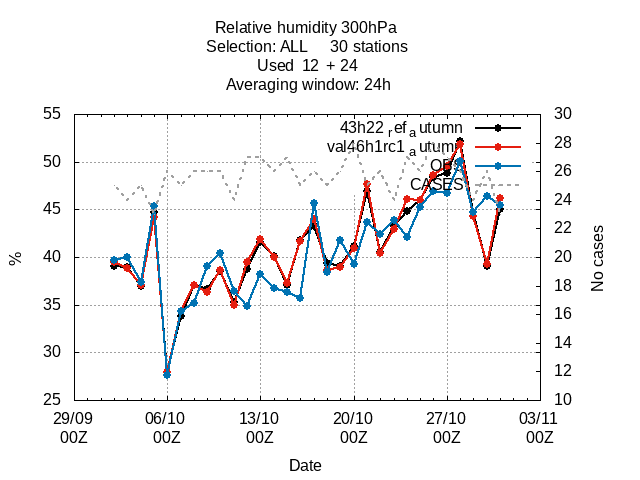 Relative humidity 300hPa
Selection: ALL 30 stations
Used 12 + 24
Averaging window: 24h
43h22refautumn
val46h1rc1autumn
OBS
CASES
55
50
45
40
35
30
25
%
30
28
26
24
22
20
18
16
14
12
10
No cases
29/09 06/10 13/10 20/10 27/10 03/11
00Z 00Z 00Z 00Z 00Z 00Z
Date